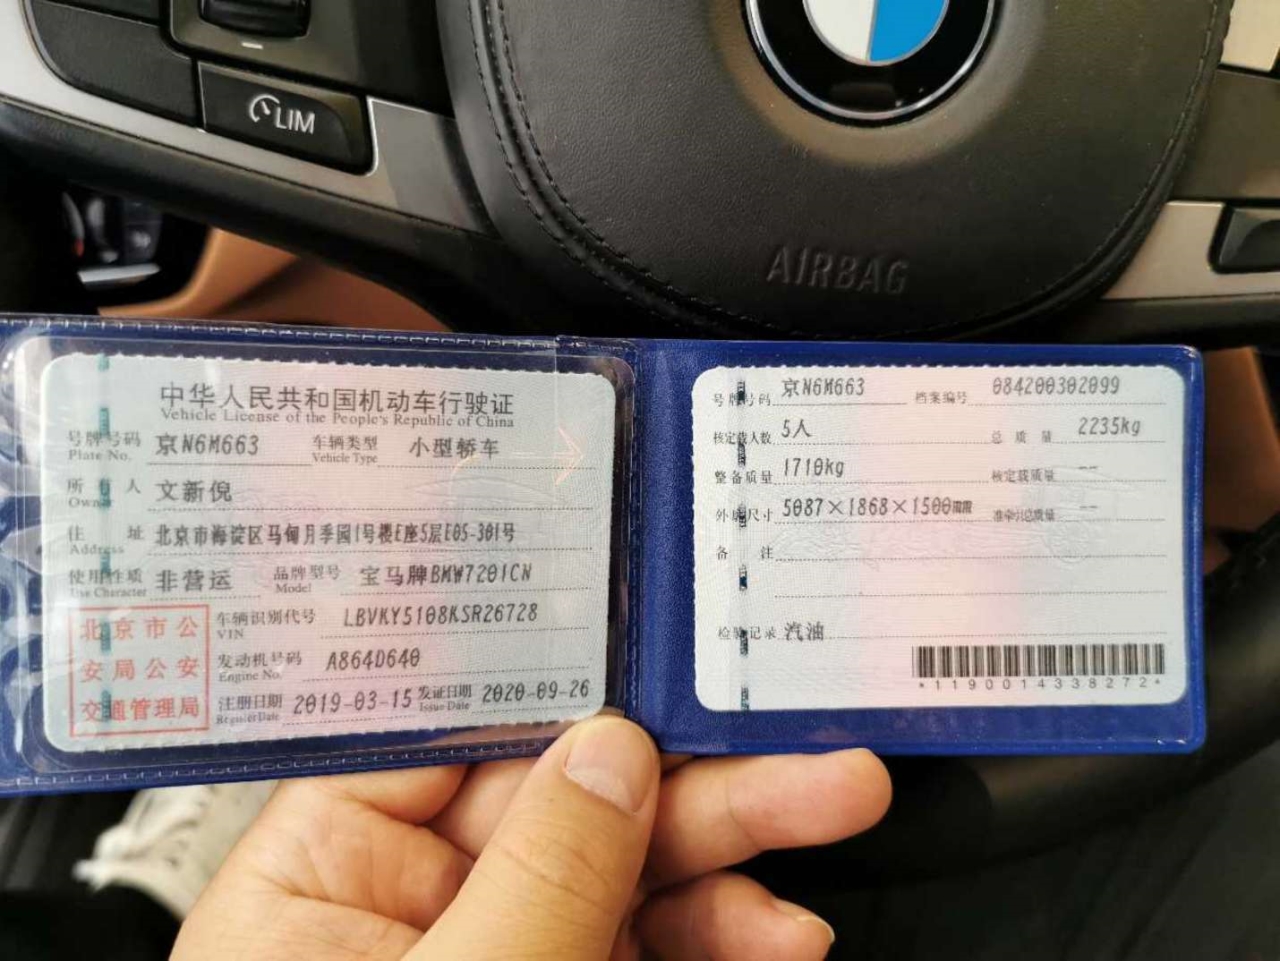 LIM
AIRBAG
中华人民共和国机动车行驶证
Vehicle License of the People's Republic of China
号牌号码 京N6M663 车辆类型 小型轿车
Plate No. Vehicle Type
所有人 文新倪
Owner
住址 北京市海淀区马甸月季园1号楼E座5层E05-301号
Address
使用性质 非营运 品牌型号 宝马牌BMW7201CN
Use Character Model
北京市公
安局公安
交通管理局
车辆识别代号 LBVKY5108KSR26728
VIN
发动机号码 A864D640
Engine No.
注册日期 2019-03-15 发证日期 2020-09-26
Register Date Issue Date
号牌号码 京N6M663 档案编号 084200302099
核定载人数 5人 总质量 2235kg
整备质量 1710kg 核定载质量 --
外廓尺寸 5087×1868×1500mm 准牵引总质量 --
备注
检验记录 汽油
*1190014338272*